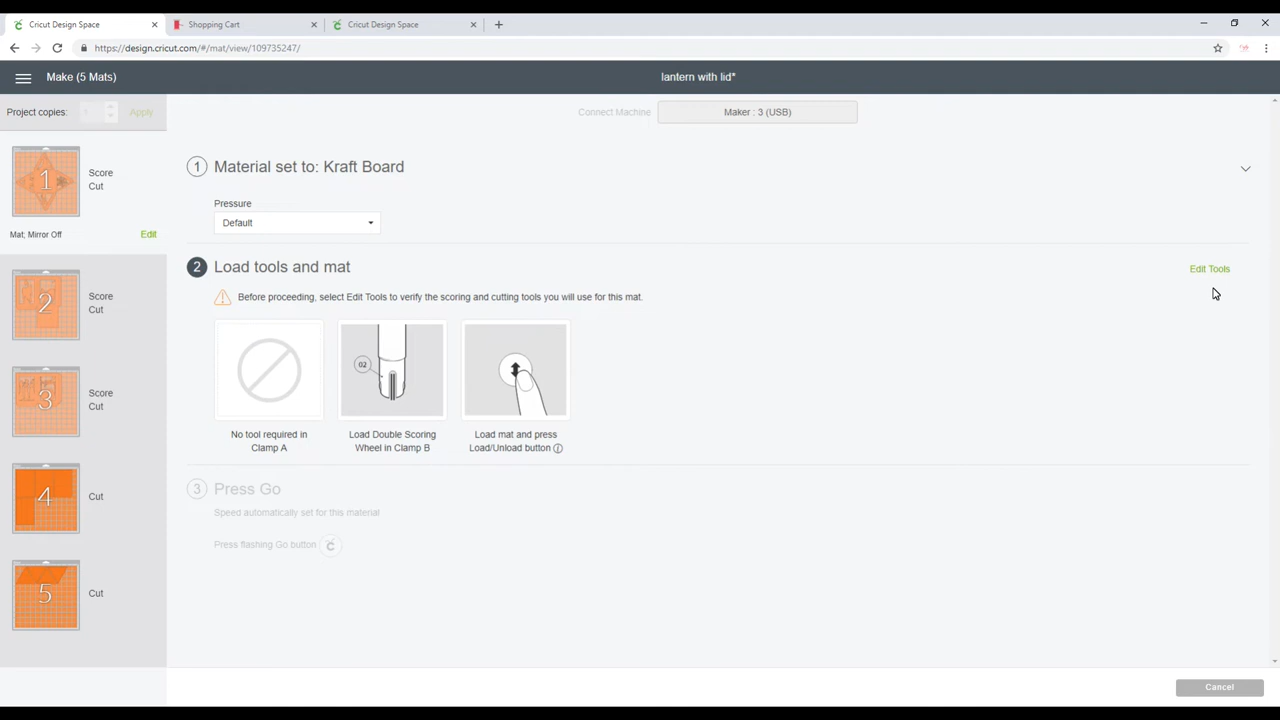 Cricut Design Space
Shopping Cart
Cricut Design Space
https://design.cricut.com/#/mat/view/109735247/
Make (5 Mats)
lantern with lid*
Project copies:
Apply
Connect Machine
Maker : 3 (USB)
1
Score
Cut
Mat; Mirror Off
Edit
2
Score
Cut
3
Score
Cut
4
Cut
5
Cut
1 Material set to: Kraft Board
Pressure
Default
2 Load tools and mat
Edit Tools
Before proceeding, select Edit Tools to verify the scoring and cutting tools you will use for this mat.
02
No tool required in
Clamp A
Load Double Scoring
Wheel in Clamp B
Load mat and press
Load/Unload button
3 Press Go
Speed automatically set for this material
Press flashing Go button
Cancel